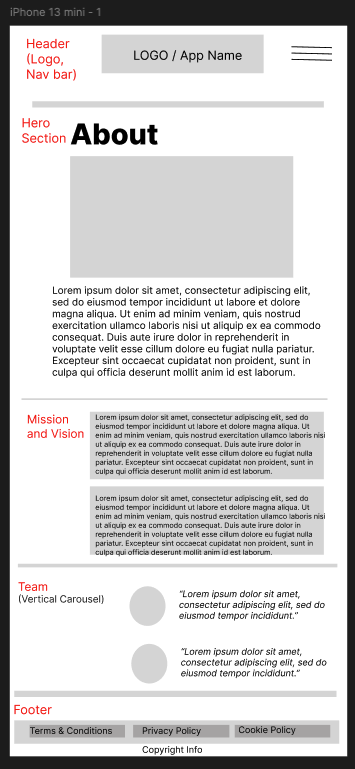 iPhone 13 mini - 1
Header
(Logo,
Nav bar)
LOGO / App Name
Hero
Section
About
Lorem ipsum dolor sit amet, consectetur adipiscing elit,
sed do eiusmod tempor incididunt ut labore et dolore
magna aliqua. Ut enim ad minim veniam, quis nostrud
exercitation ullamco laboris nisi ut aliquip ex ea commodo
consequat. Duis aute irure dolor in reprehenderit in
voluptate velit esse cillum dolore eu fugiat nulla pariatur.
Excepteur sint occaecat cupidatat non proident, sunt in
culpa qui officia deserunt mollit anim id est laborum.
Mission
and Vision
Lorem ipsum dolor sit amet, consectetur adipiscing elit, sed do
eiusmod tempor incididunt ut labore et dolore magna aliqua. Ut
enim ad minim veniam, quis nostrud exercitation ullamco laboris nisi
ut aliquip ex ea commodo consequat. Duis aute irure dolor in
reprehenderit in voluptate velit esse cillum dolore eu fugiat nulla
pariatur. Excepteur sint occaecat cupidatat non proident, sunt in
culpa qui officia deserunt mollit anim id est laborum.
Lorem ipsum dolor sit amet, consectetur adipiscing elit, sed do
eiusmod tempor incididunt ut labore et dolore magna aliqua. Ut
enim ad minim veniam, quis nostrud exercitation ullamco laboris nisi
ut aliquip ex ea commodo consequat. Duis aute irure dolor in
reprehenderit in voluptate velit esse cillum dolore eu fugiat nulla
pariatur. Excepteur sint occaecat cupidatat non proident, sunt in
culpa qui officia deserunt mollit anim id est laborum.
Team
(Vertical Carousel)
“Lorem ipsum dolor sit amet,
consectetur adipiscing elit, sed do
eiusmod tempor incididunt.”
“Lorem ipsum dolor sit amet,
consectetur adipiscing elit, sed do
eiusmod tempor incididunt.”
Footer
Terms & Conditions
Privacy Policy
Cookie Policy
Copyright Info